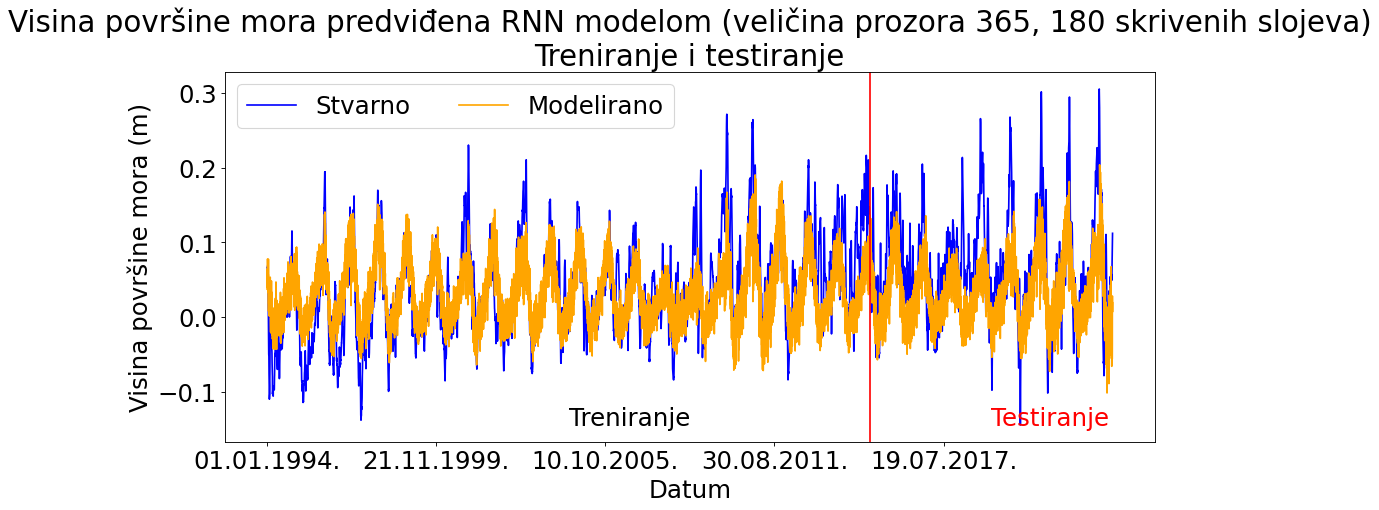 Visina površine mora predviđena RNN modelom (veličina prozora 365, 180 skrivenih slojeva)
Treniranje i testiranje
Stvarno
Modelirano
Visina površine mora (m)
0.3
0.2
0.1
0.0
−0.1
Treniranje
Testiranje
01.01.1994.
21.11.1999.
10.10.2005.
30.08.2011.
19.07.2017.
Datum